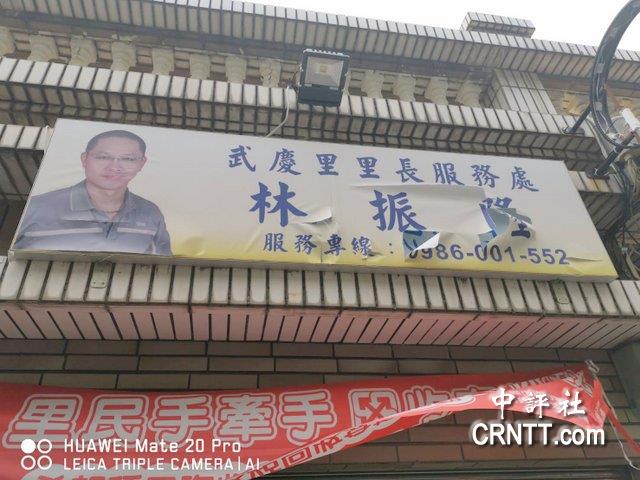 武慶里里長服務處
林振隆
服務專線：0986-001-552
里民手牽手
中評社
CRNTT.com
HUAWEI Mate 20 Pro
LEICA TRIPLE CAMERA | AI